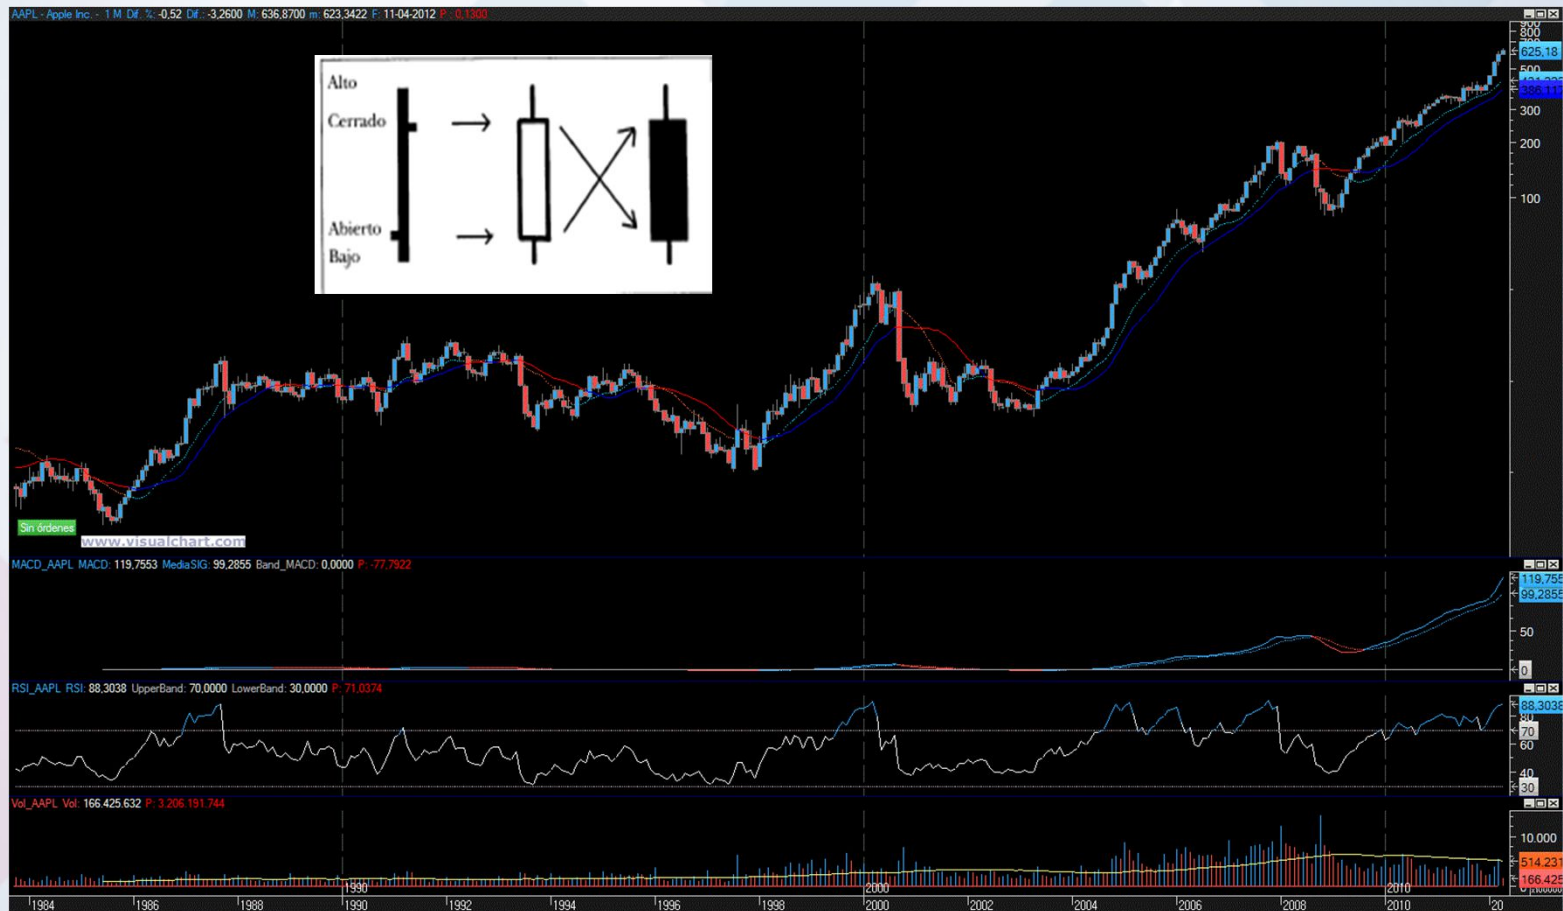 AAPL - Apple Inc. - 1 M Dif. %: -0,52 Dif.: -3,2600 M: 636,8700 m: 623,3422 F: 11-04-2012 P : 0,1300
Alto
Cerrado
Abierto
Bajo
800
625,18
500
386,117
300
200
100
Sin órdenes
www.visualchart.com
MACD_AAPL MACD: 119,7553 MediaSIG: 99,2855 Band_MACD: 0,0000 P: -77,7922
119,755
99,2855
50
0
RSI_AAPL RSI: 88,3038 UpperBand: 70,0000 LowerBand: 30,0000 P: 71,0374
88,3038
80
70
60
40
30
Vol_AAPL Vol: 166.425.632 P: 3.206.191.744
10.000
514.231
166.425
1990 2000 2010
1984 1986 1988 1990 1992 1994 1996 1998 2000 2002 2004 2006 2008 2010 20